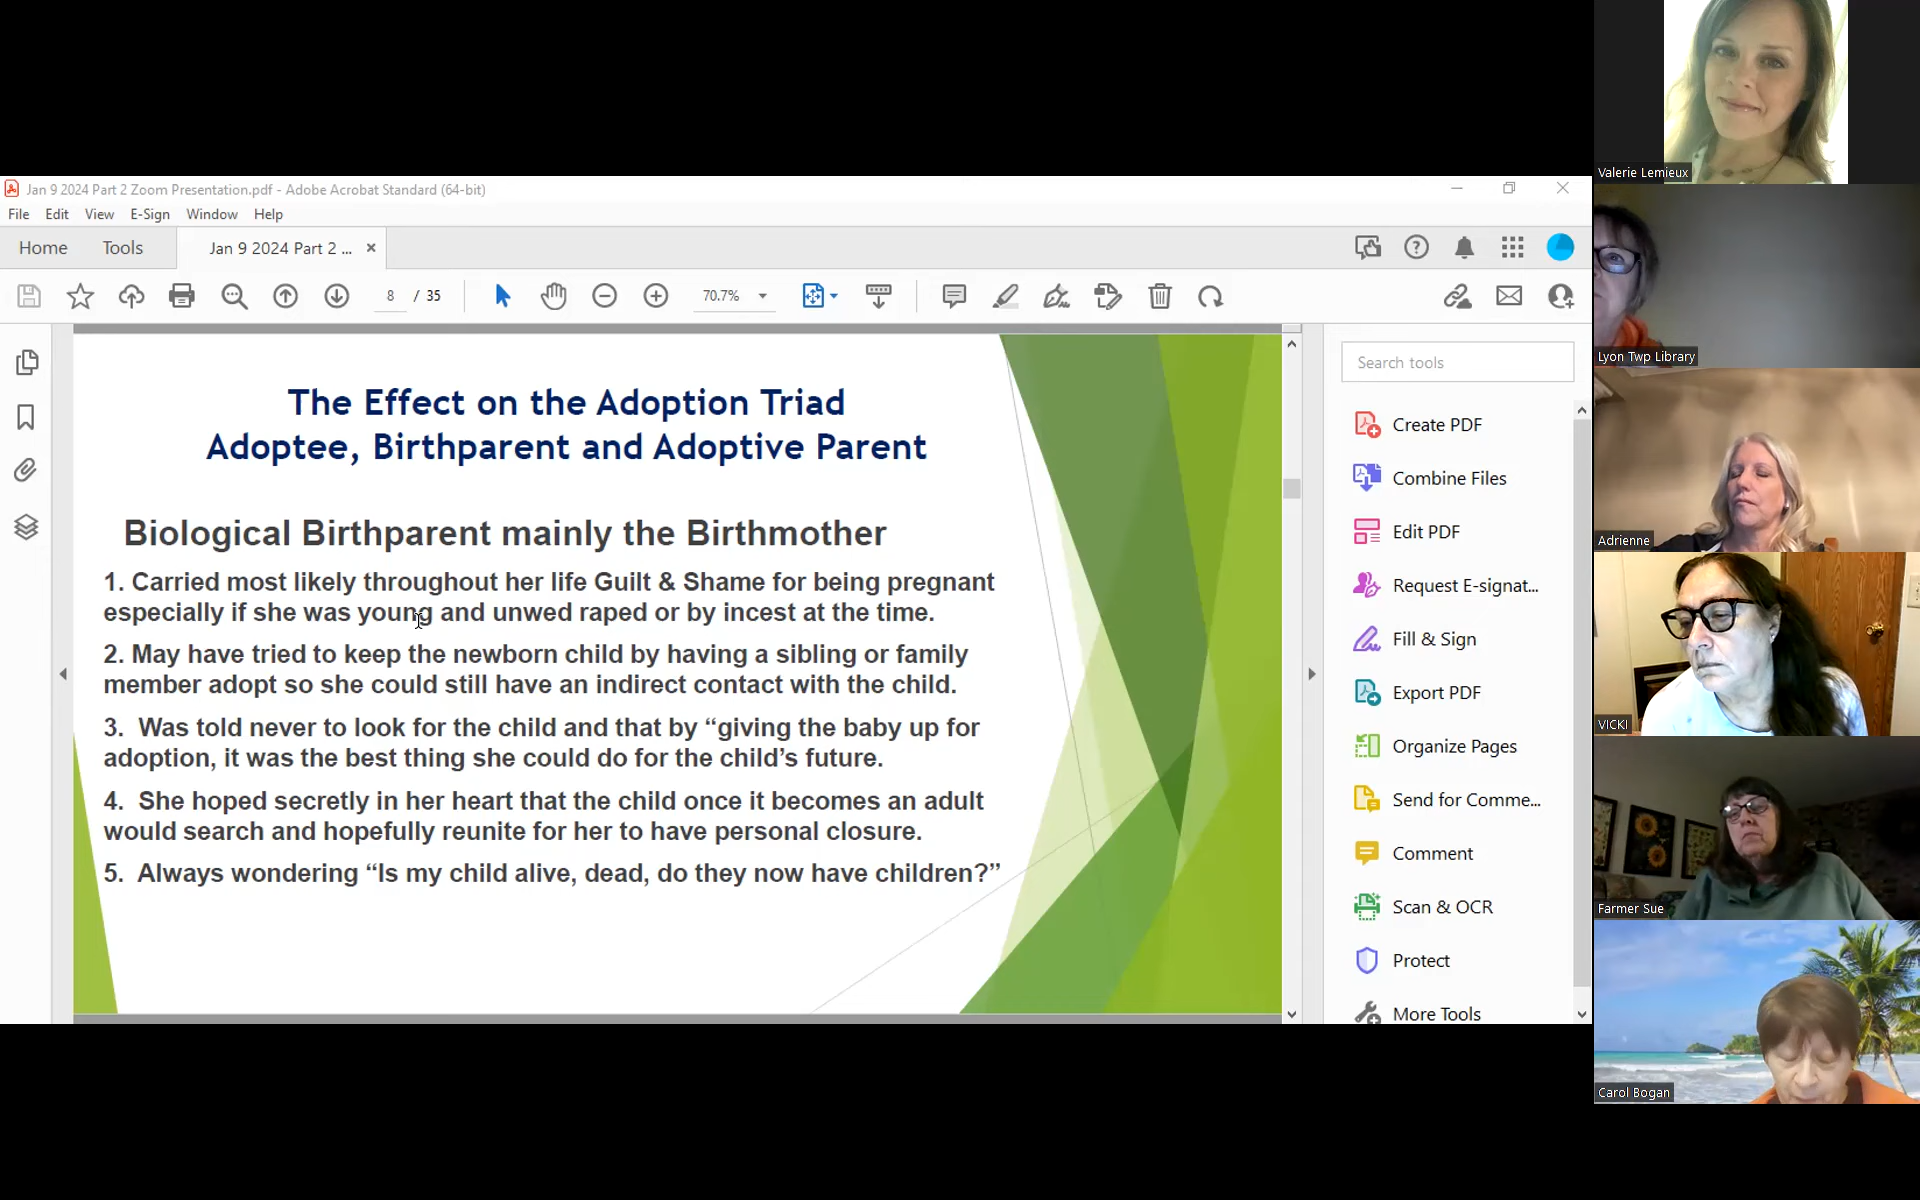 Jan 9 2024 Part 2 Zoom Presentation.pdf - Adobe Acrobat Standard (64-bit)
File Edit View E-Sign Window Help
Home Tools Jan 9 2024 Part 2 ... ×
8 / 35 70.7%
The Effect on the Adoption Triad
Adoptee, Birthparent and Adoptive Parent
Biological Birthparent mainly the Birthmother
1. Carried most likely throughout her life Guilt & Shame for being pregnant
especially if she was young and unwed raped or by incest at the time.
2. May have tried to keep the newborn child by having a sibling or family
member adopt so she could still have an indirect contact with the child.
3. Was told never to look for the child and that by “giving the baby up for
adoption, it was the best thing she could do for the child’s future.
4. She hoped secretly in her heart that the child once it becomes an adult
would search and hopefully reunite for her to have personal closure.
5. Always wondering “Is my child alive, dead, do they now have children?”
Search tools
Create PDF
Combine Files
Edit PDF
Request E-signat...
Fill & Sign
Export PDF
Organize Pages
Send for Comme...
Comment
Scan & OCR
Protect
More Tools
Valerie Lemieux
Lyon Twp Library
Adrienne
VICKI
Farmer Sue
Carol Bogan